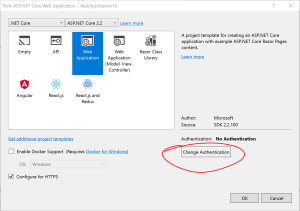 New ASP.NET Core Web Application - WebApplication16
.NET Core
ASP.NET Core 2.2
Learn more
Empty
API
Web Application
Web Application (Model-View-Controller)
Razor Class Library
Angular
React.js
React.js and Redux
A project template for creating an ASP.NET Core application with example ASP.NET Core Razor Pages content.
Learn more
Author: Microsoft
Source: SDK 2.2.100
Get additional project templates
Enable Docker Support (Requires Docker for Windows)
OS: Windows
Configure for HTTPS
Authentication: No Authentication
Change Authentication
OK
Cancel